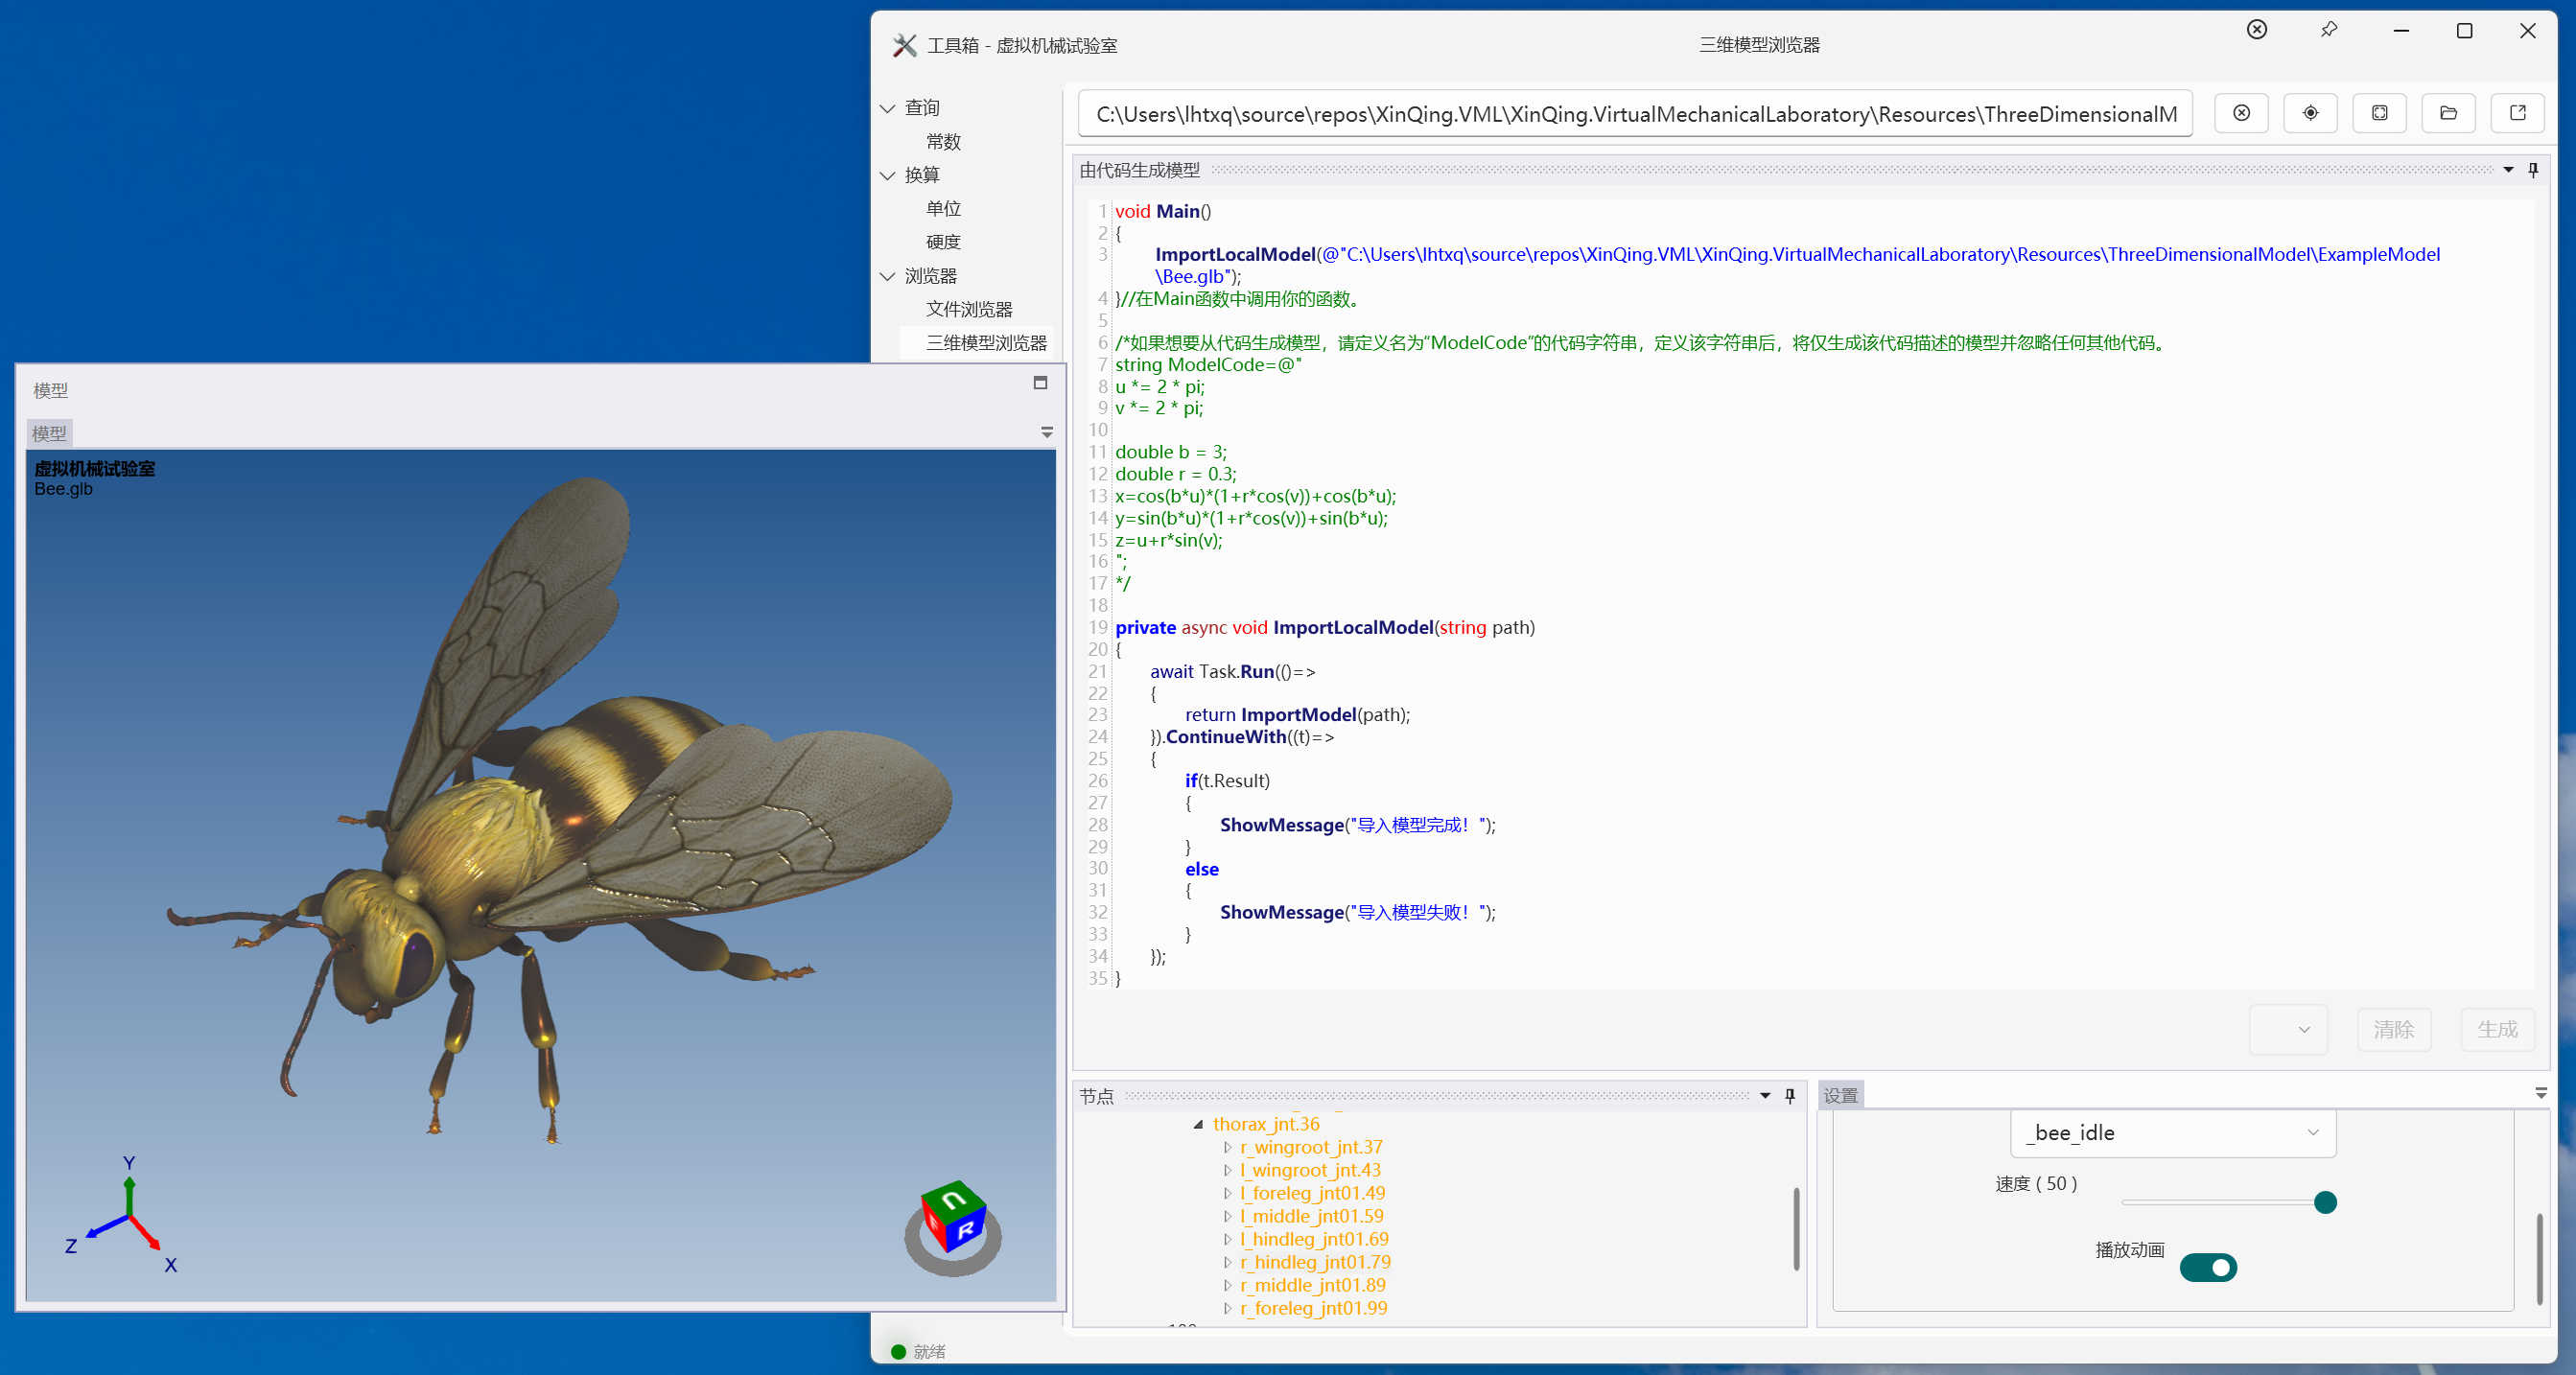 工具箱 - 虚拟机械试验室
三维模型浏览器
查询
常数
换算
单位
硬度
浏览器
文件浏览器
三维模型浏览器
C:\Users\lhtxq\source\repos\XinQing.VML\XinQing.VirtualMechanicalLaboratory\Resources\ThreeDimensionalM
由代码生成模型
1 void Main()
2 {
3 ImportLocalModel(@"C:\Users\lhtxq\source\repos\XinQing.VML\XinQing.VirtualMechanicalLaboratory\Resources\ThreeDimensionalModel\ExampleModel
\Bee.glb");
4 }//在Main函数中调用你的函数。
5
6 /*如果想要从代码生成模型，请定义名为“ModelCode”的代码字符串，定义该字符串后，将仅生成该代码描述的模型并忽略任何其他代码。
7 string ModelCode=@"
8 u *= 2 * pi;
9 v *= 2 * pi;
10
11 double b = 3;
12 double r = 0.3;
13 x=cos(b*u)*(1+r*cos(v))+cos(b*u);
14 y=sin(b*u)*(1+r*cos(v))+sin(b*u);
15 z=u+r*sin(v);
16 ";
17 */
18
19 private async void ImportLocalModel(string path)
20 {
21 await Task.Run(()=>
22 {
23 return ImportModel(path);
24 }).ContinueWith((t)=>
25 {
26 if(t.Result)
27 {
28 ShowMessage("导入模型完成！");
29 }
30 else
31 {
32 ShowMessage("导入模型失败！");
33 }
34 });
35 }
清除
生成
模型
模型
虚拟机械试验室
Bee.glb
Y
Z
X
U
R
节点
thorax_jnt.36
r_wingroot_jnt.37
l_wingroot_jnt.43
l_foreleg_jnt01.49
l_middle_jnt01.59
l_hindleg_jnt01.69
r_hindleg_jnt01.79
r_middle_jnt01.89
r_foreleg_jnt01.99
设置
_bee_idle
速度 ( 50 )
播放动画
就绪